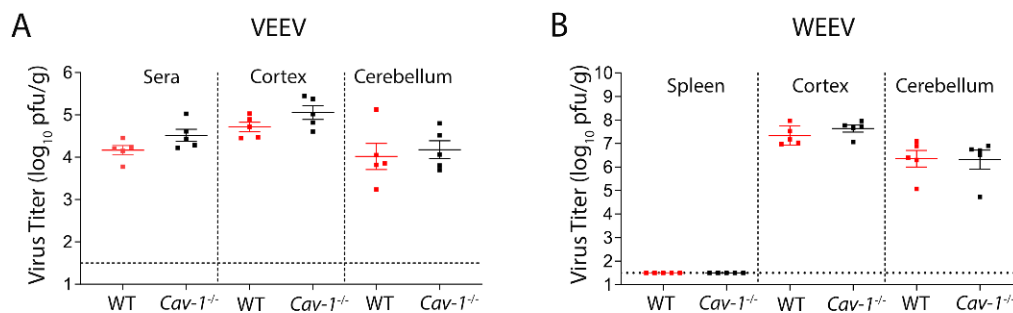 A
VEEV
Virus Titer (log₁₀ pfu/g)
6
5
4
3
2
1
Sera
Cortex
Cerebellum
WT
Cav-1⁻/⁻
WT
Cav-1⁻/⁻
WT
Cav-1⁻/⁻
B
WEEV
Virus Titer (log₁₀ pfu/g)
10
9
8
7
6
5
4
3
2
1
Spleen
Cortex
Cerebellum
WT
Cav-1⁻/⁻
WT
Cav-1⁻/⁻
WT
Cav-1⁻/⁻